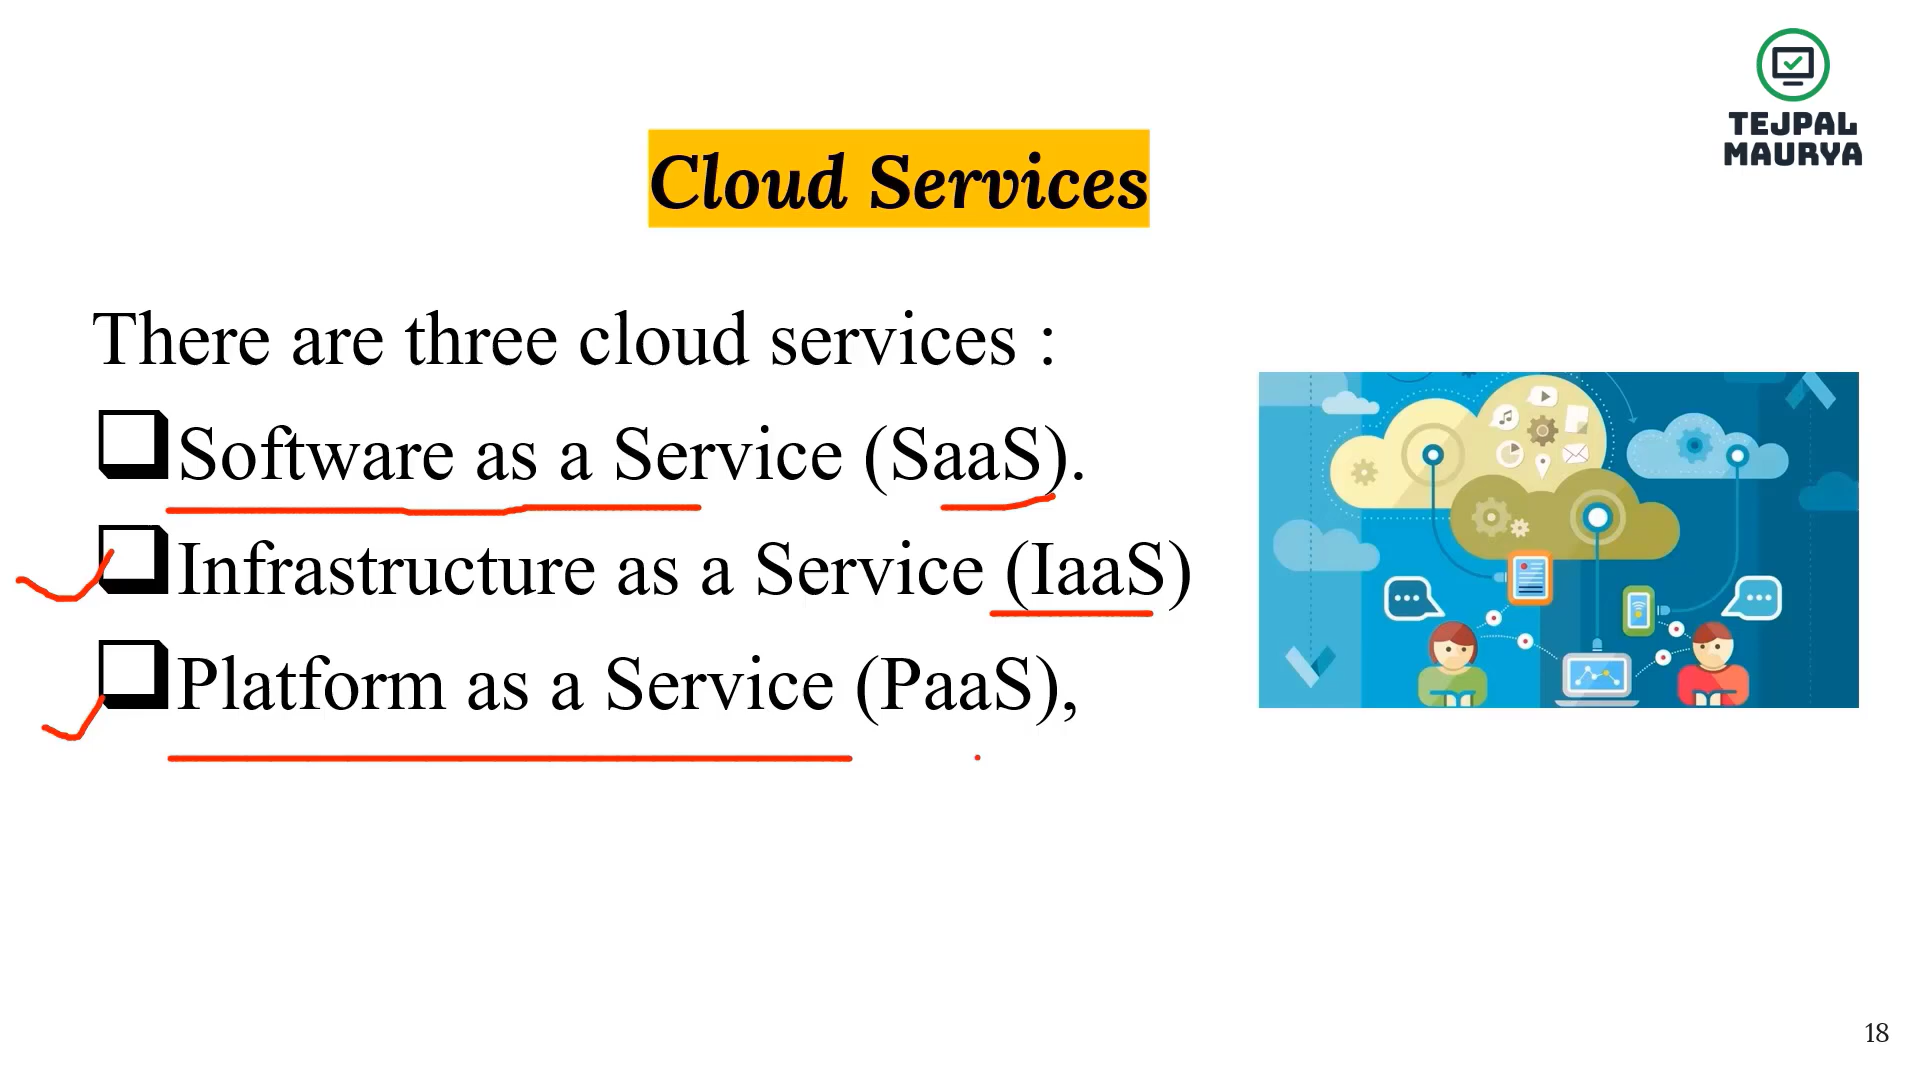 TEJPAL
MAURYA
Cloud Services
There are three cloud services :
Software as a Service (SaaS).
Infrastructure as a Service (IaaS)
Platform as a Service (PaaS),
18